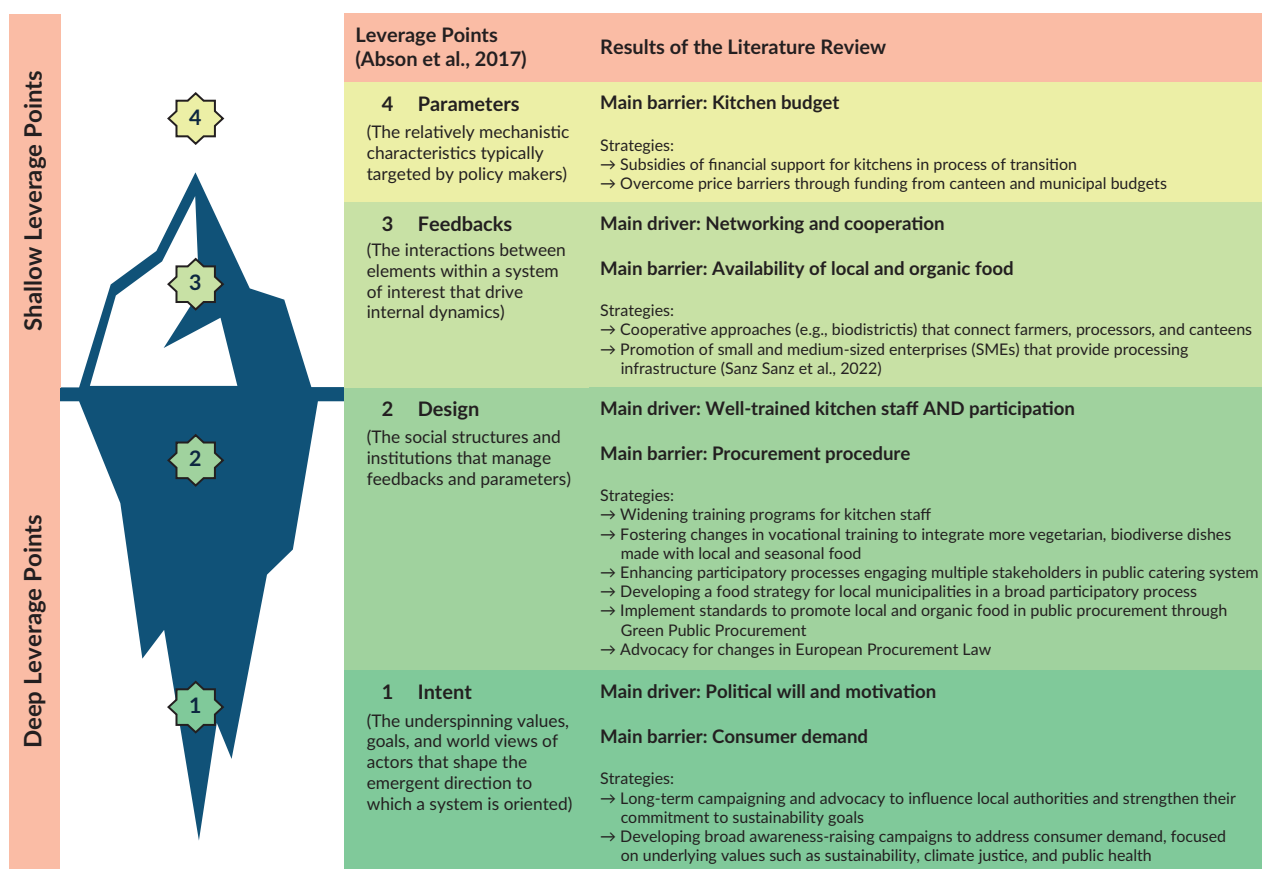 Shallow Leverage Points
Deep Leverage Points
4
3
2
1
Leverage Points
(Abson et al., 2017)
Results of the Literature Review
4 Parameters
(The relatively mechanistic
characteristics typically
targeted by policy makers)
Main barrier: Kitchen budget
Strategies:
→ Subsidies of financial support for kitchens in process of transition
→ Overcome price barriers through funding from canteen and municipal budgets
3 Feedbacks
(The interactions between
elements within a system
of interest that drive
internal dynamics)
Main driver: Networking and cooperation
Main barrier: Availability of local and organic food
Strategies:
→ Cooperative approaches (e.g., biodistrictis) that connect farmers, processors, and canteens
→ Promotion of small and medium-sized enterprises (SMEs) that provide processing
infrastructure (Sanz Sanz et al., 2022)
2 Design
(The social structures and
institutions that manage
feedbacks and parameters)
Main driver: Well-trained kitchen staff AND participation
Main barrier: Procurement procedure
Strategies:
→ Widening training programs for kitchen staff
→ Fostering changes in vocational training to integrate more vegetarian, biodiverse dishes
made with local and seasonal food
→ Enhancing participatory processes engaging multiple stakeholders in public catering system
→ Developing a food strategy for local municipalities in a broad participatory process
→ Implement standards to promote local and organic food in public procurement through
Green Public Procurement
→ Advocacy for changes in European Procurement Law
1 Intent
(The underspinning values,
goals, and world views of
actors that shape the
emergent direction to
which a system is oriented)
Main driver: Political will and motivation
Main barrier: Consumer demand
Strategies:
→ Long-term campaigning and advocacy to influence local authorities and strengthen their
commitment to sustainability goals
→ Developing broad awareness-raising campaigns to address consumer demand, focused
on underlying values such as sustainability, climate justice, and public health